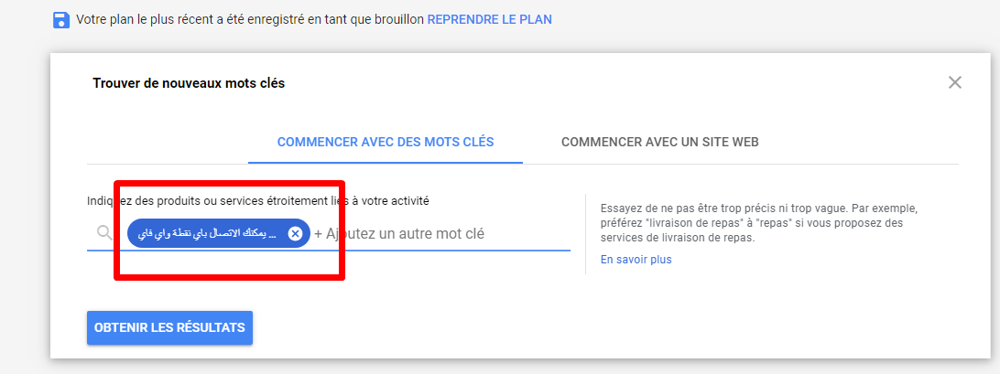 Votre plan le plus récent a été enregistré en tant que brouillon REPRENDRE LE PLAN
Trouver de nouveaux mots clés
COMMENCER AVEC DES MOTS CLÉS
COMMENCER AVEC UN SITE WEB
Indiquez des produits ou services étroitement liés à votre activité
يمكنك الاتصال باي نقطة واي فاي ...
+ Ajoutez un autre mot clé
Essayez de ne pas être trop précis ni trop vague. Par exemple,
préférez "livraison de repas" à "repas" si vous proposez des
services de livraison de repas.
En savoir plus
OBTENIR LES RÉSULTATS